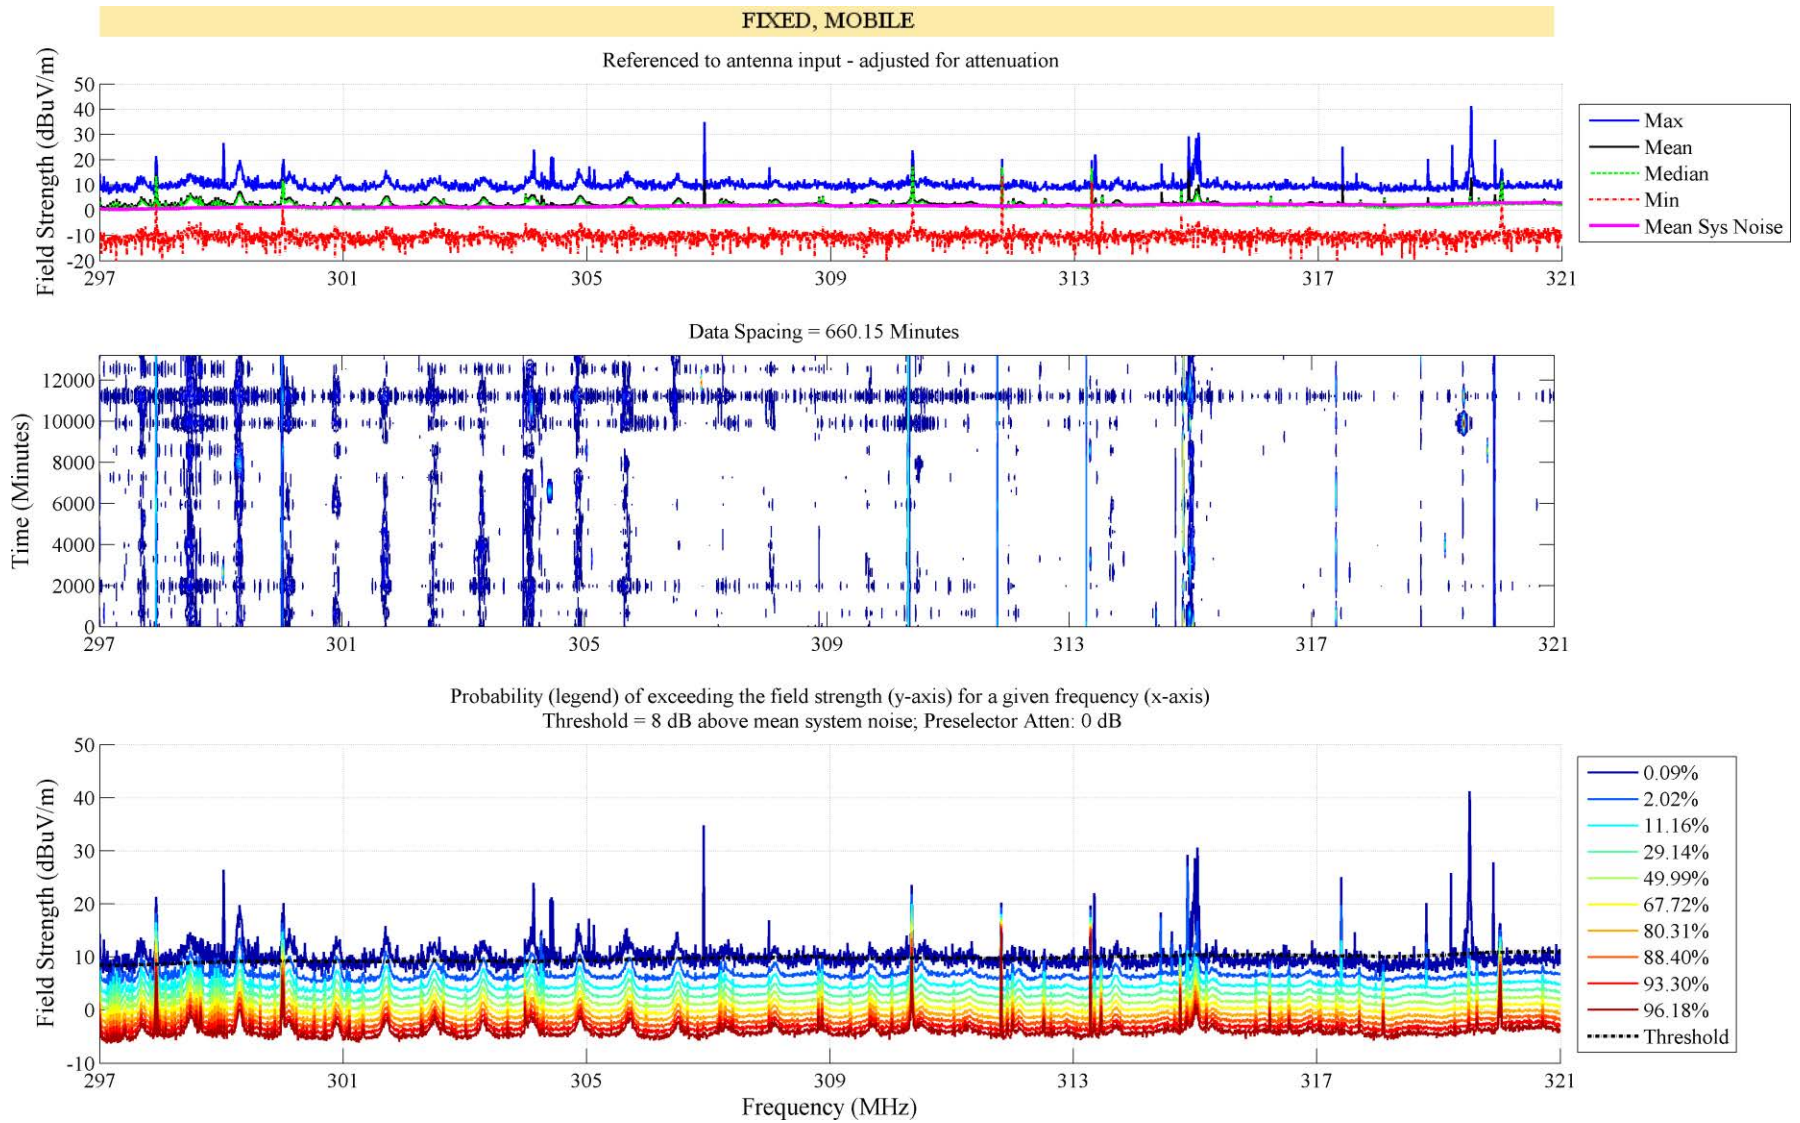 FIXED, MOBILE
Referenced to antenna input - adjusted for attenuation
Field Strength (dBuV/m)
50
40
30
20
10
0
-10
-20
297 301 305 309 313 317 321
Max
Mean
Median
Min
Mean Sys Noise
Data Spacing = 660.15 Minutes
Time (Minutes)
12000
10000
8000
6000
4000
2000
0
297 301 305 309 313 317 321
Probability (legend) of exceeding the field strength (y-axis) for a given frequency (x-axis)
Threshold = 8 dB above mean system noise; Preselector Atten: 0 dB
Field Strength (dBuV/m)
50
40
30
20
10
0
-10
297 301 305 309 313 317 321
Frequency (MHz)
0.09%
2.02%
11.16%
29.14%
49.99%
67.72%
80.31%
88.40%
93.30%
96.18%
Threshold